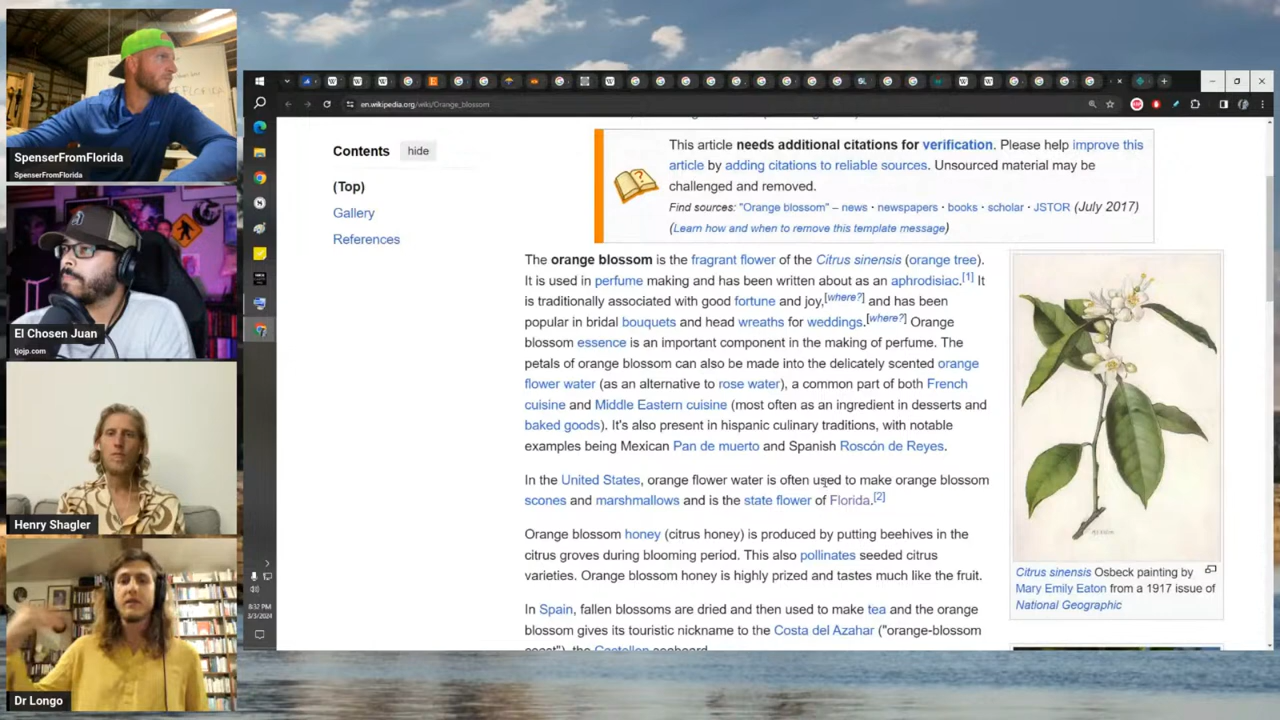 SpenserFromFlorida
SpenserFromFlorida
El Chosen Juan
tjojp.com
Henry Shagler
Dr Longo
en.wikipedia.org/wiki/Orange_blossom
Contents hide
(Top)
Gallery
References
This article needs additional citations for verification. Please help improve this
article by adding citations to reliable sources. Unsourced material may be
challenged and removed.
Find sources: "Orange blossom" – news · newspapers · books · scholar · JSTOR (July 2017)
(Learn how and when to remove this template message)
The orange blossom is the fragrant flower of the Citrus sinensis (orange tree).
It is used in perfume making and has been written about as an aphrodisiac.[1] It
is traditionally associated with good fortune and joy,[where?] and has been
popular in bridal bouquets and head wreaths for weddings.[where?] Orange
blossom essence is an important component in the making of perfume. The
petals of orange blossom can also be made into the delicately scented orange
flower water (as an alternative to rose water), a common part of both French
cuisine and Middle Eastern cuisine (most often as an ingredient in desserts and
baked goods). It's also present in hispanic culinary traditions, with notable
examples being Mexican Pan de muerto and Spanish Roscón de Reyes.
In the United States, orange flower water is often used to make orange blossom
scones and marshmallows and is the state flower of Florida.[2]
Orange blossom honey (citrus honey) is produced by putting beehives in the
citrus groves during blooming period. This also pollinates seeded citrus
varieties. Orange blossom honey is highly prized and tastes much like the fruit.
In Spain, fallen blossoms are dried and then used to make tea and the orange
blossom gives its touristic nickname to the Costa del Azahar ("orange-blossom
Citrus sinensis Osbeck painting by
Mary Emily Eaton from a 1917 issue of
National Geographic
8:32 PM
3/3/2024